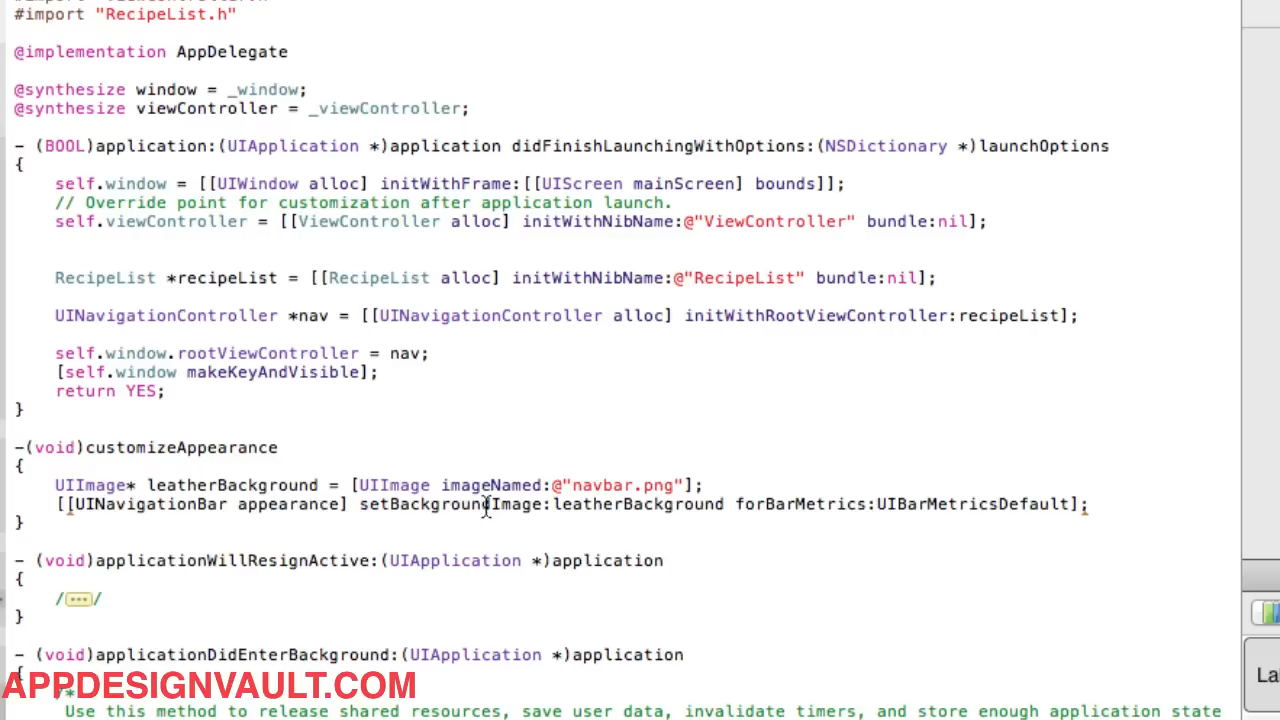 #import "RecipeList.h"
@implementation AppDelegate
@synthesize window = _window;
@synthesize viewController = _viewController;
- (BOOL)application:(UIApplication *)application didFinishLaunchingWithOptions:(NSDictionary *)launchOptions
{
self.window = [[UIWindow alloc] initWithFrame:[[UIScreen mainScreen] bounds]];
// Override point for customization after application launch.
self.viewController = [[ViewController alloc] initWithNibName:@"ViewController" bundle:nil];
RecipeList *recipeList = [[RecipeList alloc] initWithNibName:@"RecipeList" bundle:nil];
UINavigationController *nav = [[UINavigationController alloc] initWithRootViewController:recipeList];
self.window.rootViewController = nav;
[self.window makeKeyAndVisible];
return YES;
}
-(void)customizeAppearance
{
UIImage* leatherBackground = [UIImage imageNamed:@"navbar.png"];
[[UINavigationBar appearance] setBackgroundImage:leatherBackground forBarMetrics:UIBarMetricsDefault];
}
- (void)applicationWillResignActive:(UIApplication *)application
{
/•••/
}
- (void)applicationDidEnterBackground:(UIApplication *)application
{
APPDESIGNVAULT.COM
/*
Use this method to release shared resources, save user data, invalidate timers, and store enough application state